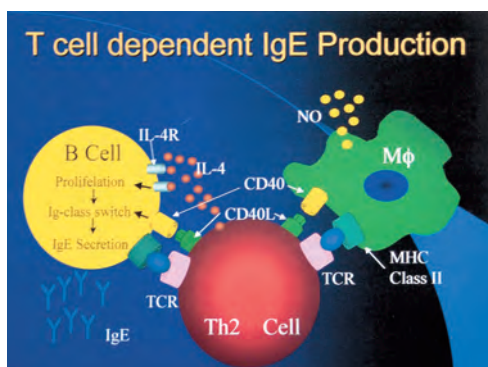 T cell dependent IgE Production
NO
IL-4R
B Cell
IL-4
Mϕ
Prolifelation
CD40
Ig-class switch
CD40L
IgE Secretion
MHC
Class II
TCR
TCR
Th2 Cell
IgE